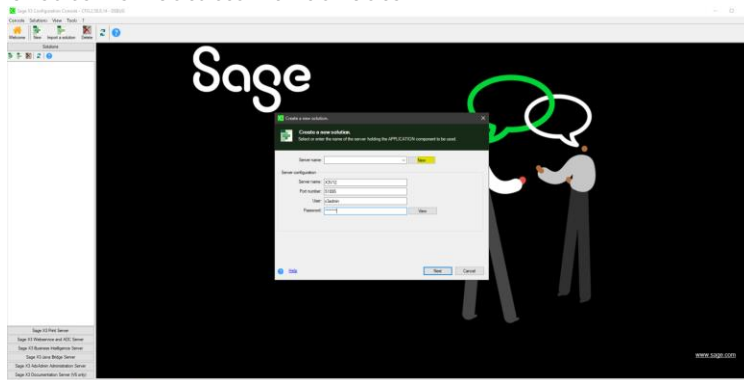 Sage X3 Configuration Console
Console Solutions View Tools ?
Welcome New Import a solution Delete
Solutions
Sage
Create a new solution.
Create a new solution.
Select or enter the name of the server holding the APPLICATION component to be used.
Server name: New
Server configuration
Server name:
Port number:
User: x3admin
Password: View
Help
Next Cancel
Sage X3 Print Server
Sage X3 Webservice and ADC Server
Sage X3 Business Intelligence Server
Sage X3 Java Bridge Server
Sage X3 AdxAdmin Administration Server
Sage X3 Documentation Server (V6 only)
www.sage.com